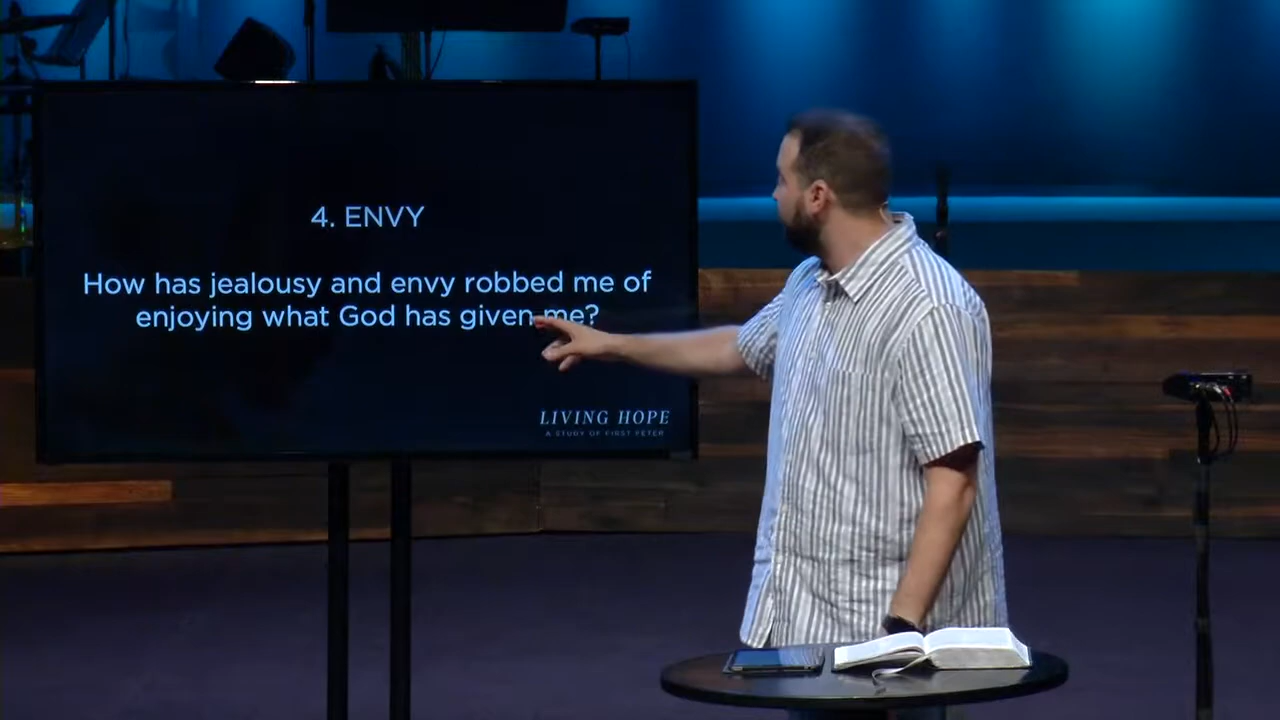 4. ENVY
How has jealousy and envy robbed me of
enjoying what God has given me?
LIVING HOPE
A STUDY OF FIRST PETER